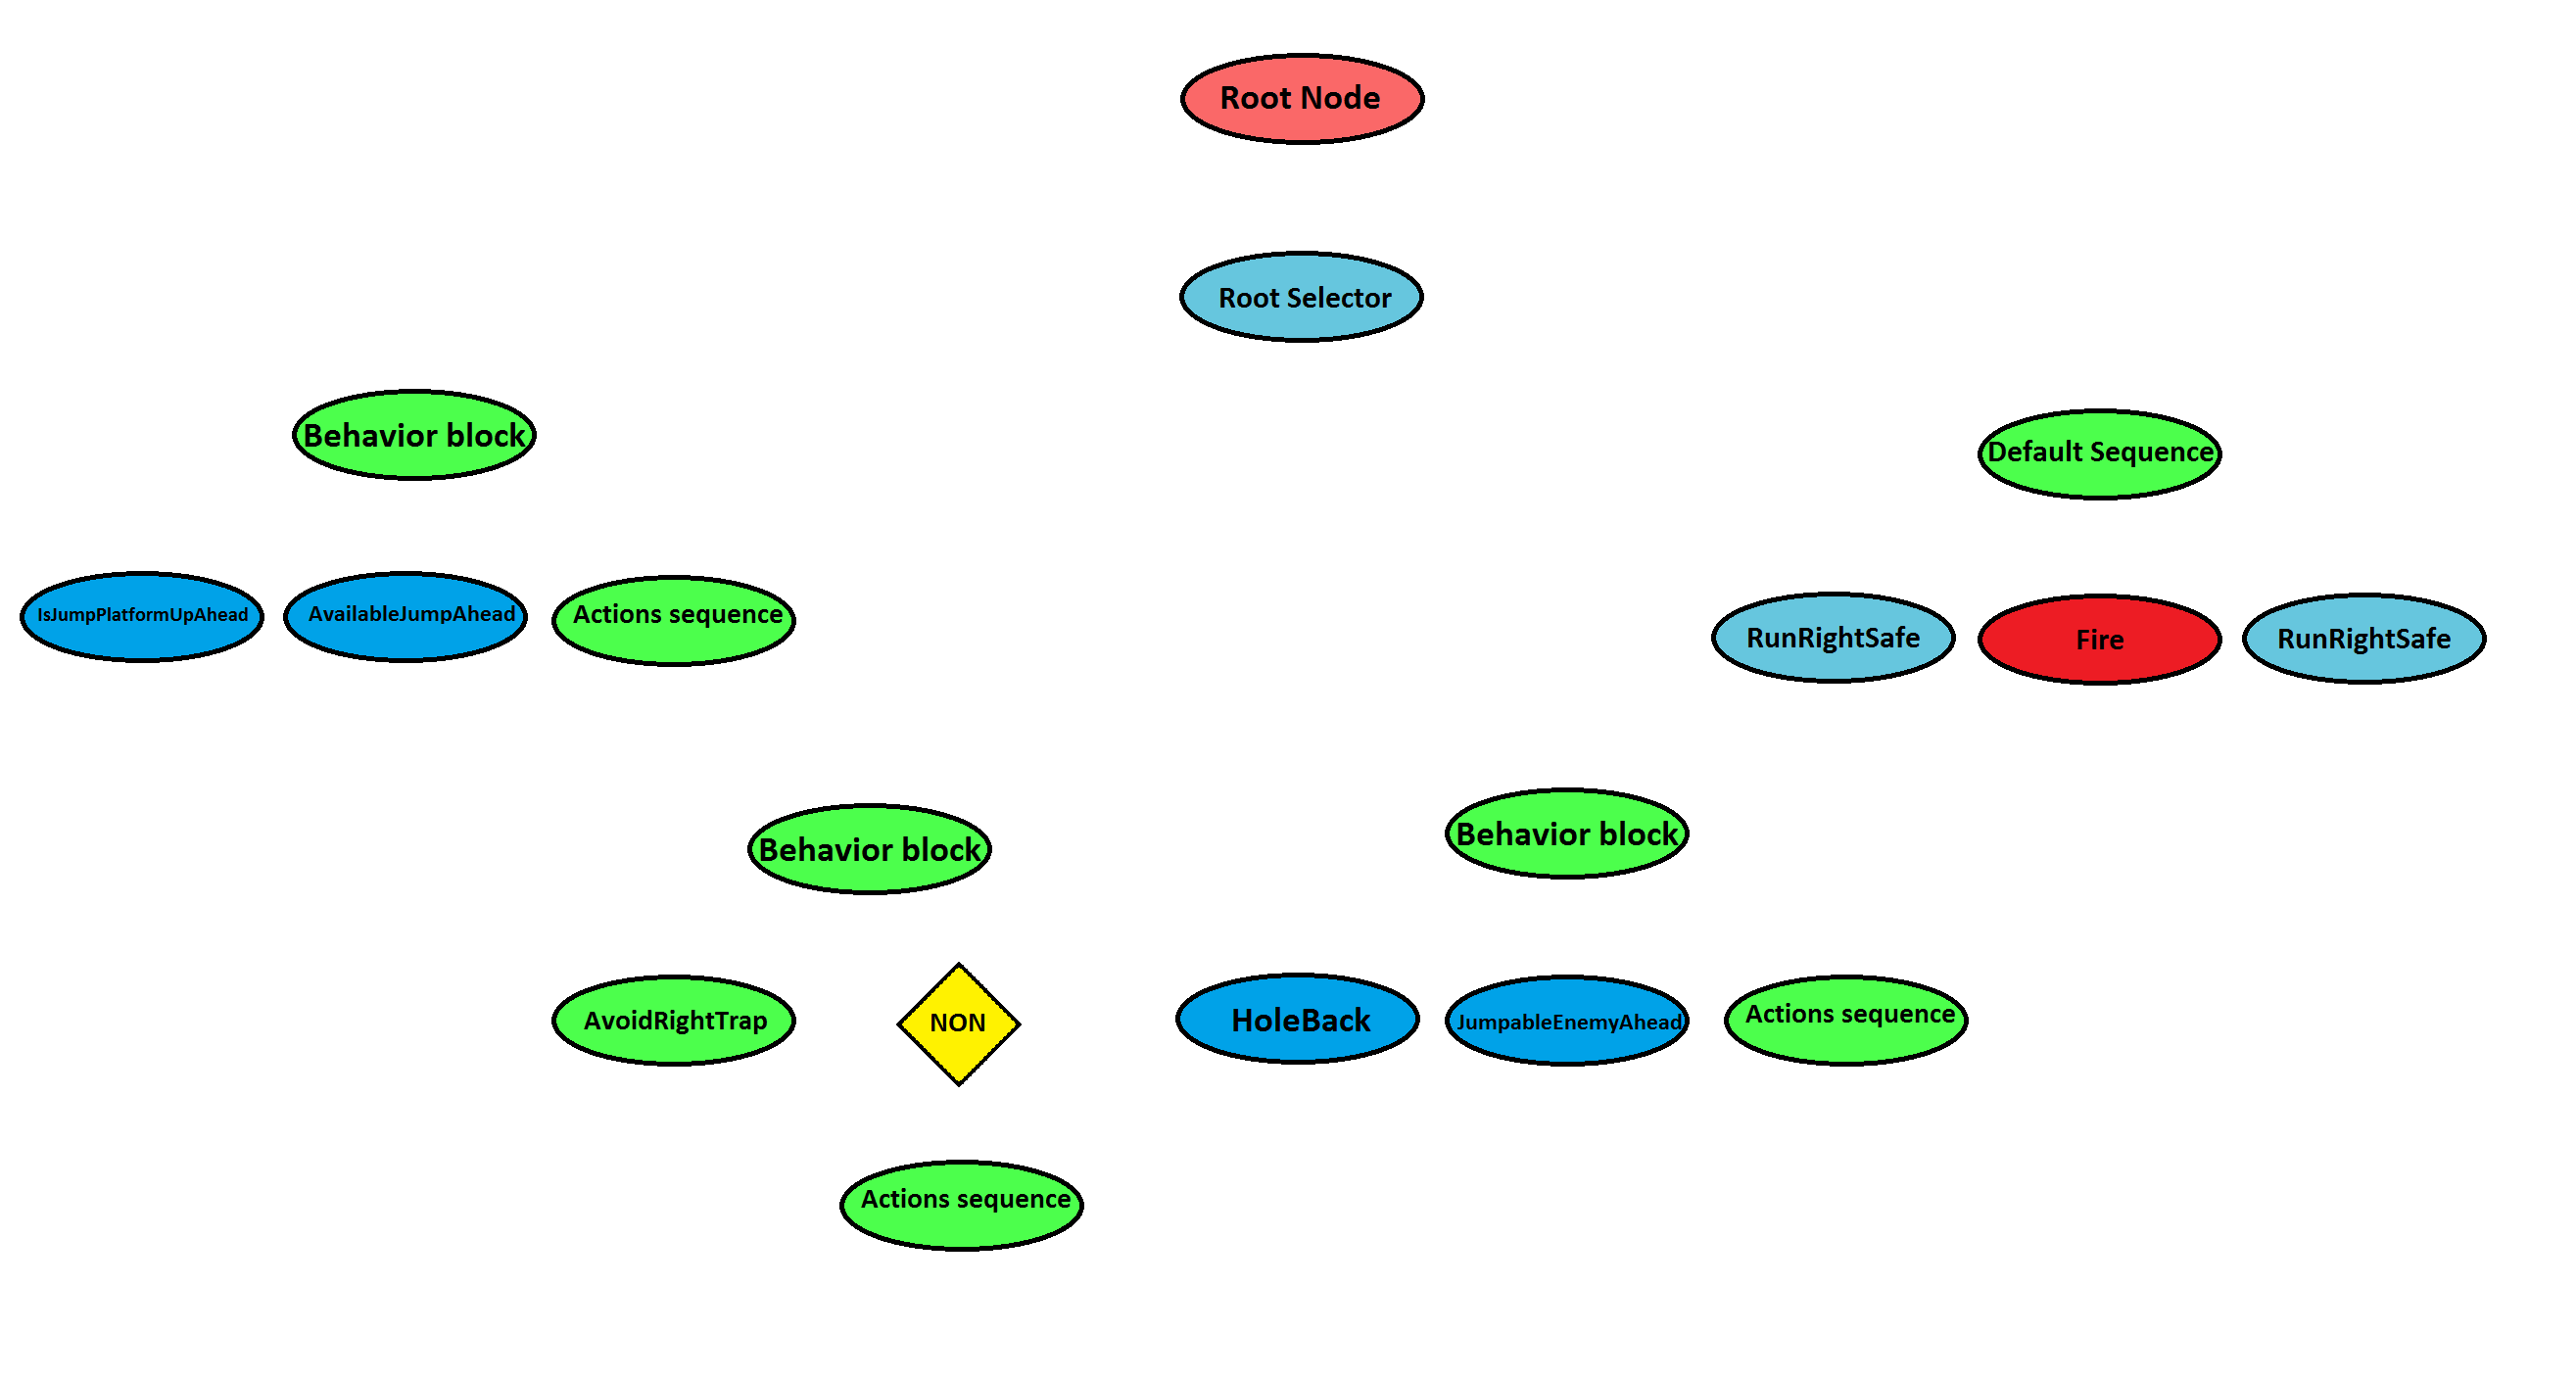 Root Node
Root Selector
Behavior block
Default Sequence
IsJumpPlatformUpAhead
AvailableJumpAhead
Actions sequence
RunRightSafe
Fire
RunRightSafe
Behavior block
Behavior block
AvoidRightTrap
NON
HoleBack
JumpableEnemyAhead
Actions sequence
Actions sequence